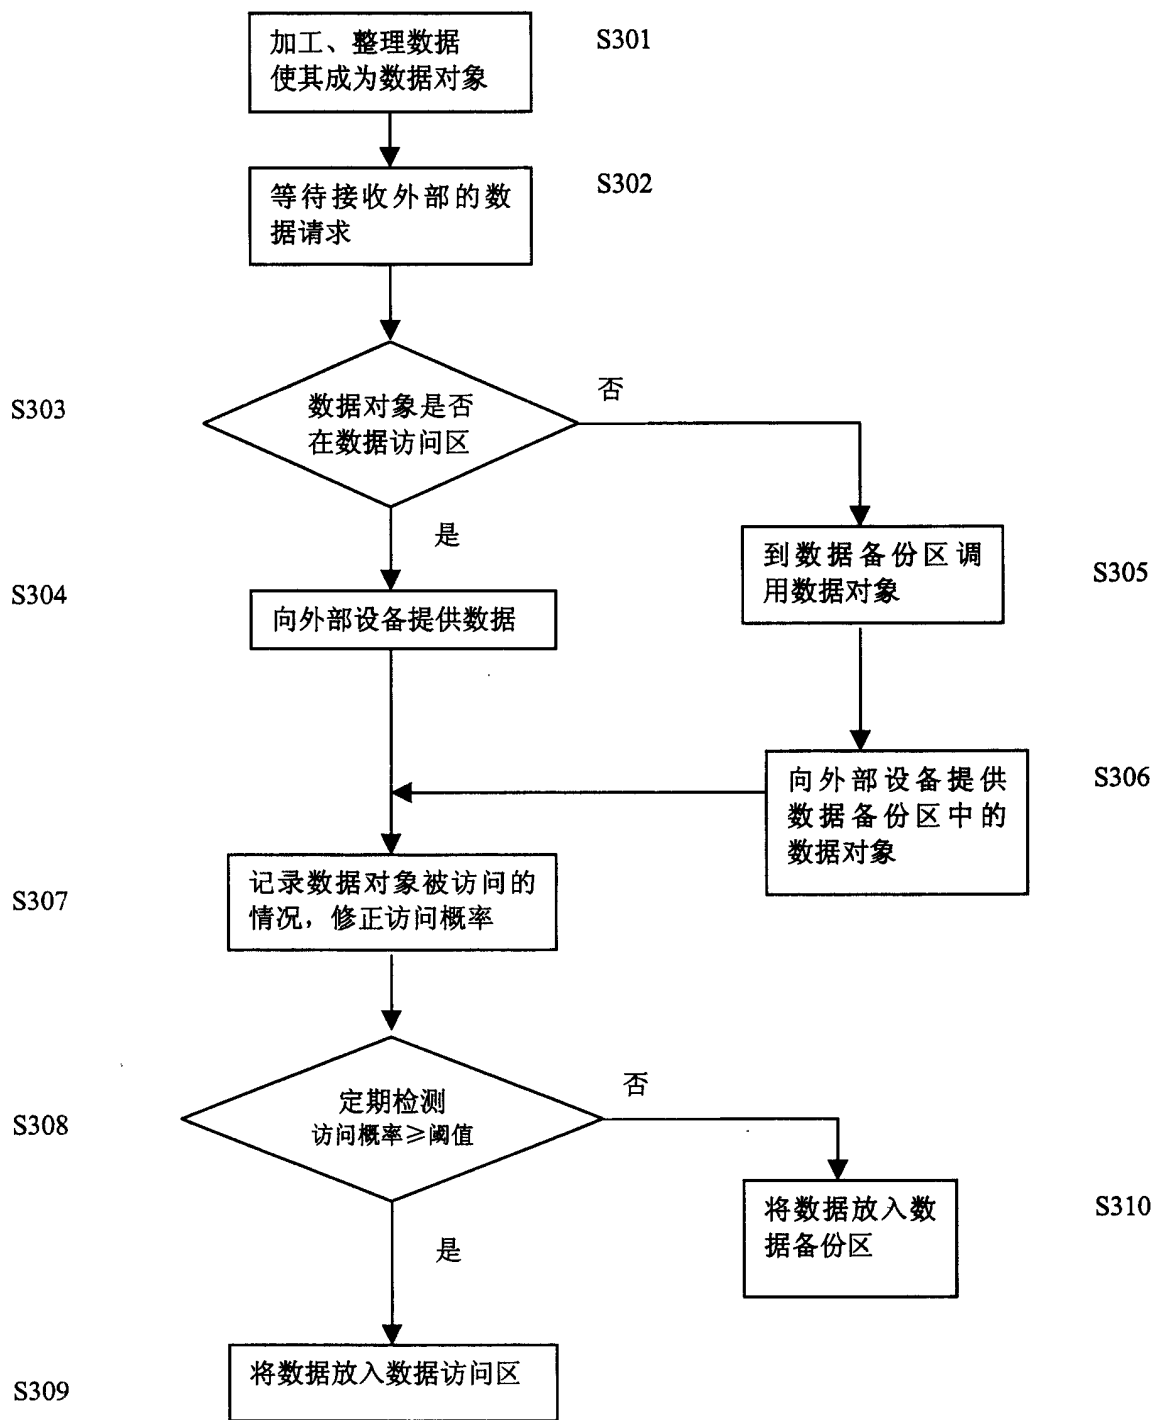 加工、整理数据
使其成为数据对象
S301
等待接收外部的数
据请求
S302
S303
数据对象是否
在数据访问区
否
是
S304
向外部设备提供数据
到数据备份区调
用数据对象
S305
向外部设备提供
数据备份区中的
数据对象
S306
S307
记录数据对象被访问的
情况，修正访问概率
S308
定期检测
访问概率≥阈值
否
是
将数据放入数
据备份区
S310
S309
将数据放入数据访问区